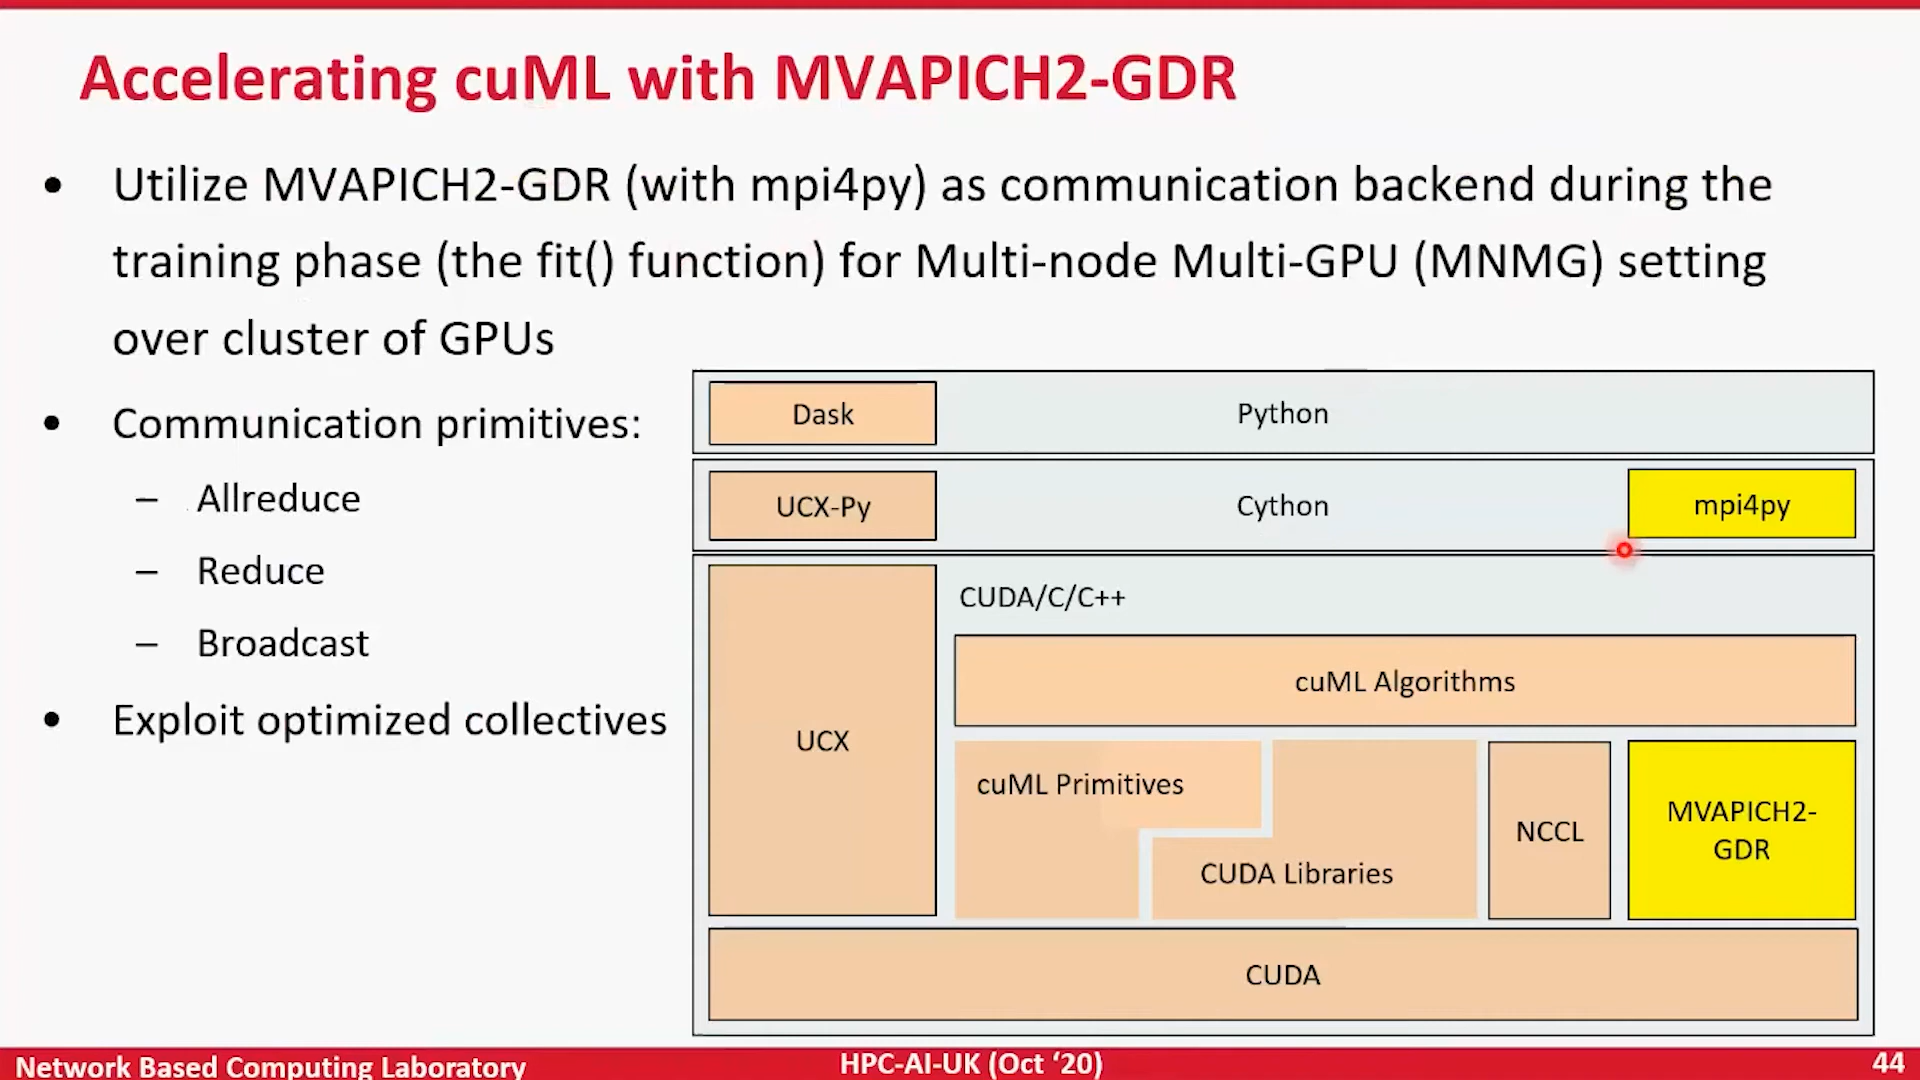 Accelerating cuML with MVAPICH2-GDR
• Utilize MVAPICH2-GDR (with mpi4py) as communication backend during the
training phase (the fit() function) for Multi-node Multi-GPU (MNMG) setting
over cluster of GPUs
• Communication primitives:
– Allreduce
– Reduce
– Broadcast
• Exploit optimized collectives
Dask
Python
UCX-Py
Cython
mpi4py
UCX
CUDA/C/C++
cuML Algorithms
cuML Primitives
CUDA Libraries
NCCL
MVAPICH2-
GDR
CUDA
Network Based Computing Laboratory
HPC-AI-UK (Oct ‘20)
44